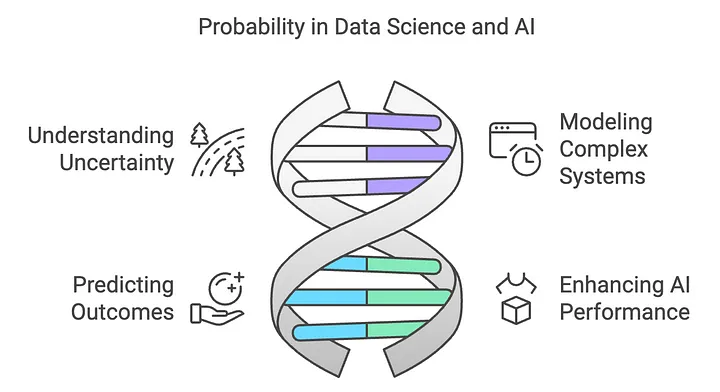 Probability in Data Science and AI
Understanding
Uncertainty
Modeling
Complex
Systems
Predicting
Outcomes
Enhancing AI
Performance